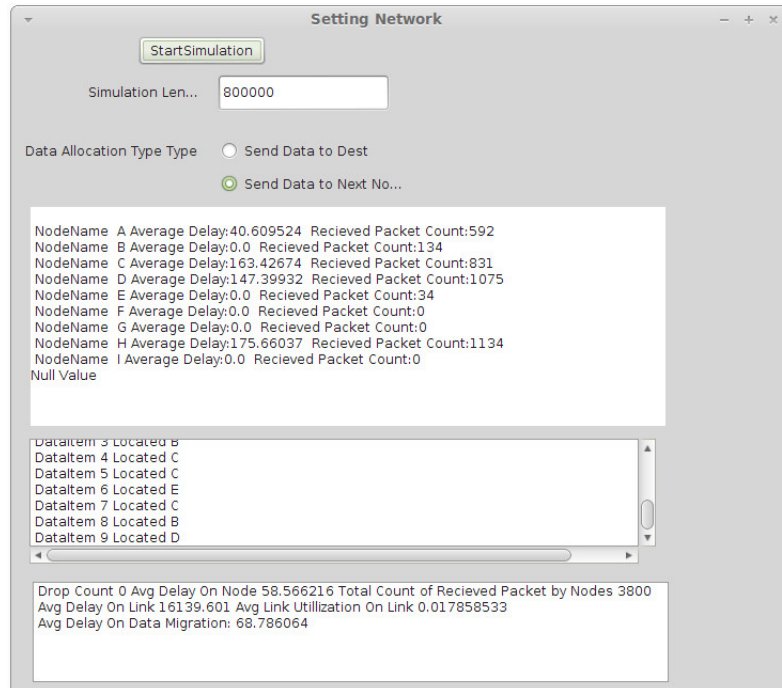 Setting Network
StartSimulation
Simulation Len... 800000
Data Allocation Type Type Send Data to Dest
Send Data to Next No...
NodeName A Average Delay:40.609524 Recieved Packet Count:592
NodeName B Average Delay:0.0 Recieved Packet Count:134
NodeName C Average Delay:163.42674 Recieved Packet Count:831
NodeName D Average Delay:147.39932 Recieved Packet Count:1075
NodeName E Average Delay:0.0 Recieved Packet Count:34
NodeName F Average Delay:0.0 Recieved Packet Count:0
NodeName G Average Delay:0.0 Recieved Packet Count:0
NodeName H Average Delay:175.66037 Recieved Packet Count:1134
NodeName I Average Delay:0.0 Recieved Packet Count:0
Null Value
DataItem 3 Located B
DataItem 4 Located C
DataItem 5 Located C
DataItem 6 Located E
DataItem 7 Located C
DataItem 8 Located B
DataItem 9 Located D
Drop Count 0 Avg Delay On Node 58.566216 Total Count of Recieved Packet by Nodes 3800
Avg Delay On Link 16139.601 Avg Link Utillization On Link 0.017858533
Avg Delay On Data Migration: 68.786064